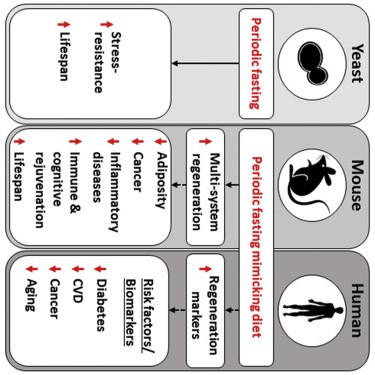 Yeast
Periodic fasting
Stress-
resistance
Lifespan
Mouse
Periodic fasting mimicking diet
Multi-system
regeneration
Adiposity
Cancer
Inflammatory
diseases
Immune &
cognitive
rejuvenation
Lifespan
Human
Regeneration
markers
Risk factors/
Biomarkers
Diabetes
CVD
Cancer
Aging